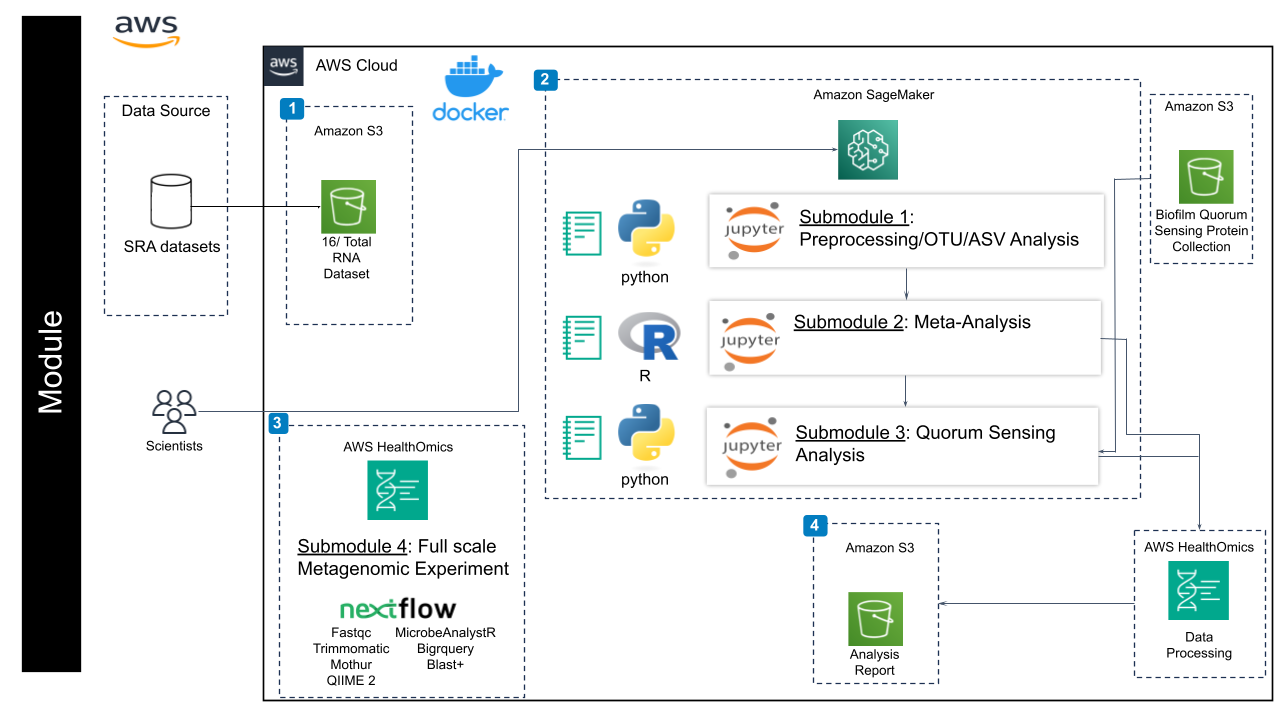 Module
aws
aws
AWS Cloud
docker
Data Source
SRA datasets
Scientists
1
Amazon S3
16/ Total
RNA
Dataset
2
Amazon SageMaker
python
jupyter
Submodule 1:
Preprocessing/OTU/ASV Analysis
R
jupyter
Submodule 2: Meta-Analysis
python
jupyter
Submodule 3: Quorum Sensing
Analysis
Amazon S3
Biofilm Quorum
Sensing Protein
Collection
3
AWS HealthOmics
Submodule 4: Full scale
Metagenomic Experiment
nextflow
Fastqc
Trimmomatic
Mothur
QIIME 2
MicrobeAnalystR
Bigrquery
Blast+
4
Amazon S3
Analysis
Report
AWS HealthOmics
Data
Processing